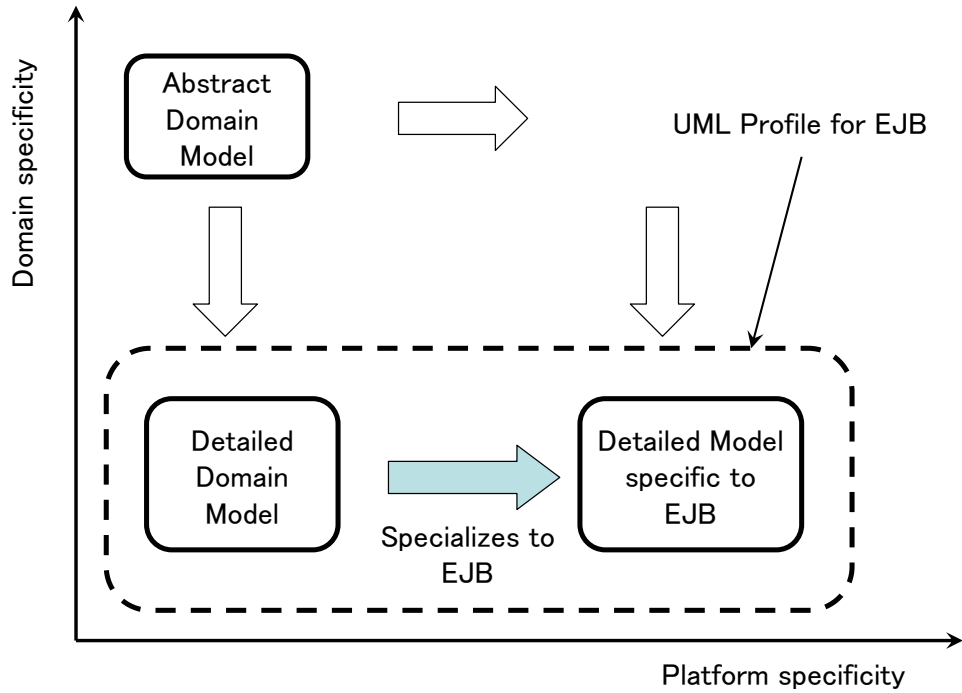 Domain specificity
Abstract
Domain
Model
UML Profile for EJB
Detailed
Domain
Model
Specializes to
EJB
Detailed Model
specific to
EJB
Platform specificity